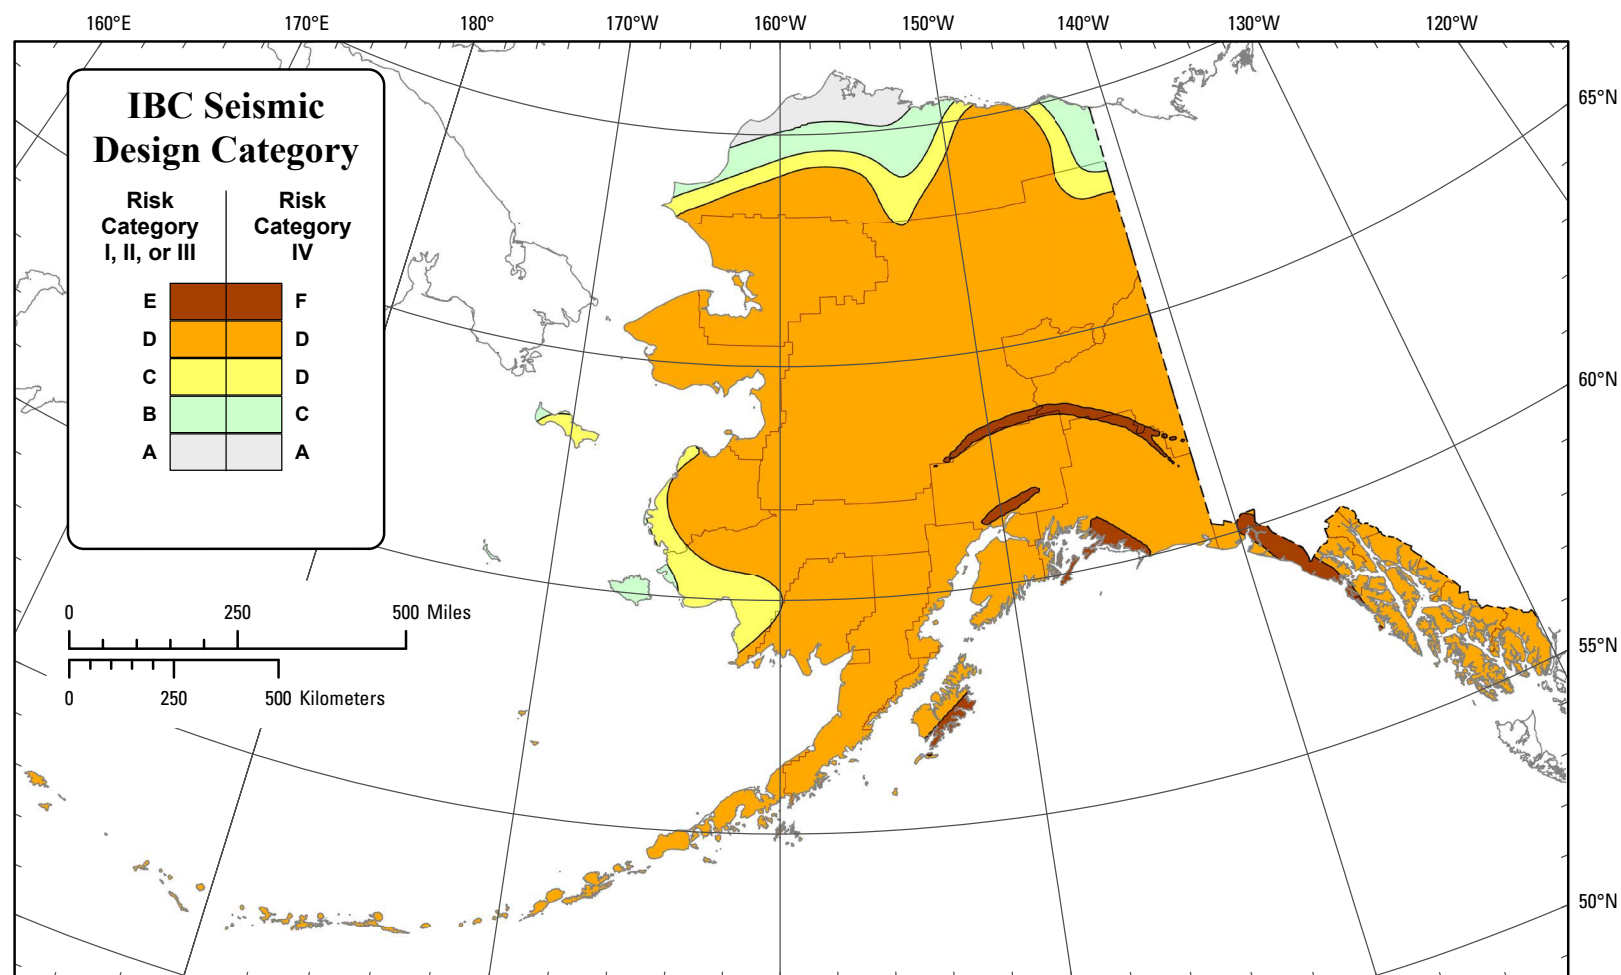 160°E 170°E 180° 170°W 160°W 150°W 140°W 130°W 120°W
IBC Seismic
Design Category
Risk
Category
I, II, or III
Risk
Category
IV
E F
D D
C D
B C
A A
65°N
60°N
55°N
50°N
0 250 500 Miles
0 250 500 Kilometers